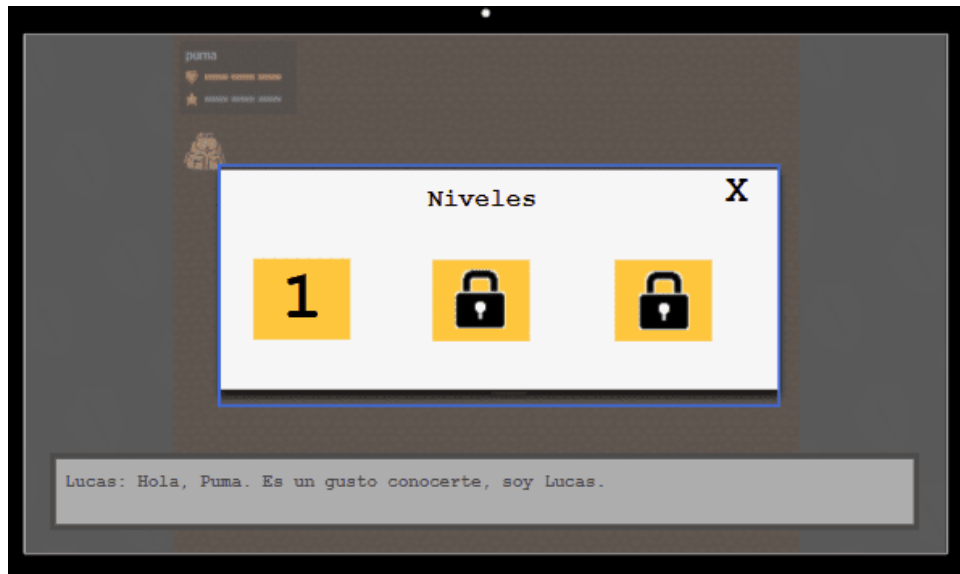 puma
Niveles
X
1
Lucas: Hola, Puma. Es un gusto conocerte, soy Lucas.